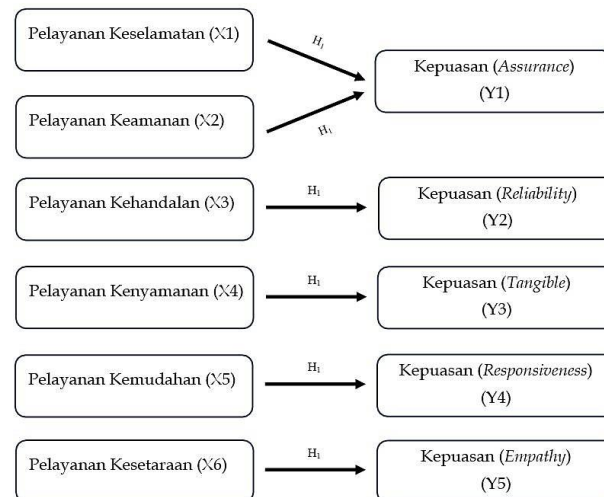 Pelayanan Keselamatan (X1)
H₁
Kepuasan (Assurance)
(Y1)
Pelayanan Keamanan (X2)
H₁
Pelayanan Kehandalan (X3)
H₁
Kepuasan (Reliability)
(Y2)
Pelayanan Kenyamanan (X4)
H₁
Kepuasan (Tangible)
(Y3)
Pelayanan Kemudahan (X5)
H₁
Kepuasan (Responsiveness)
(Y4)
Pelayanan Kesetaraan (X6)
H₁
Kepuasan (Empathy)
(Y5)